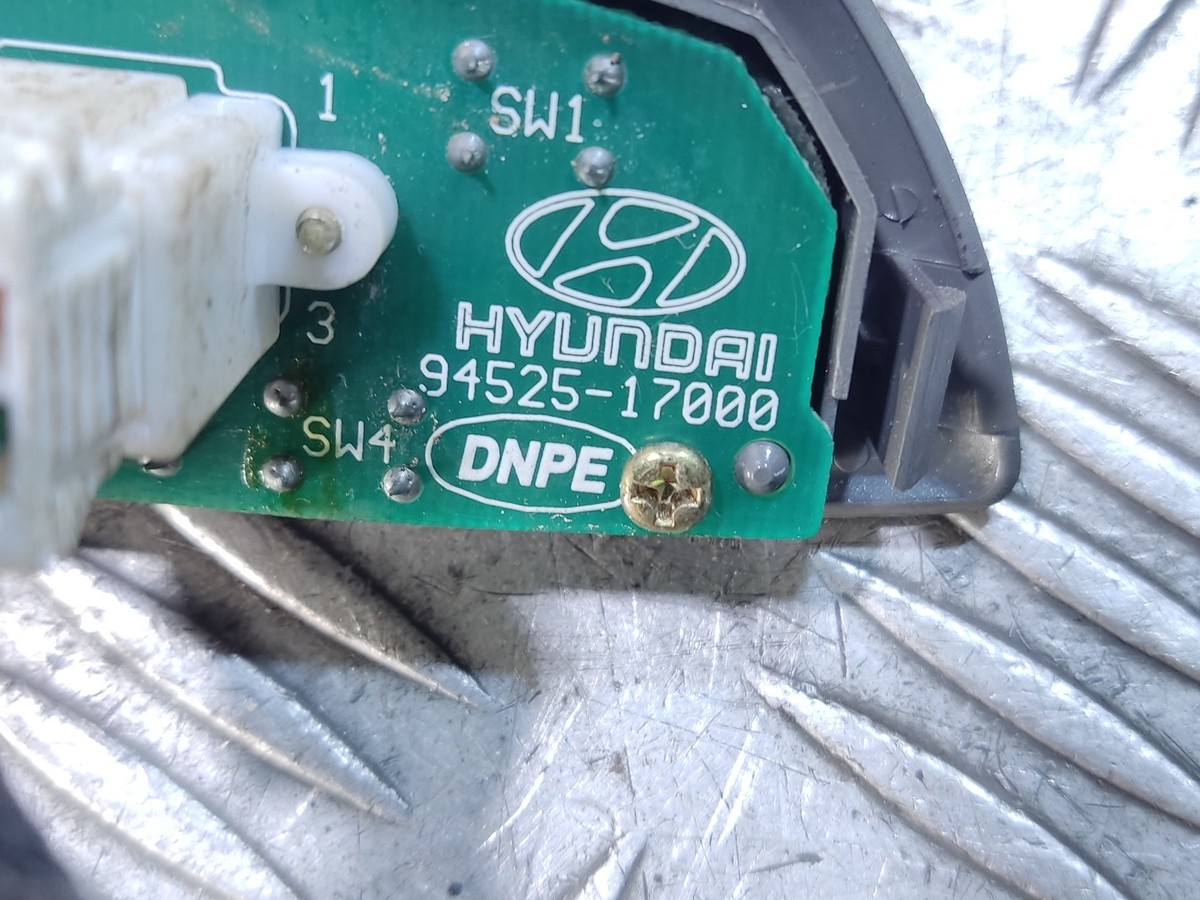 1
SW1
3
HYUNDAI
94525-17000
SW4
DNPE